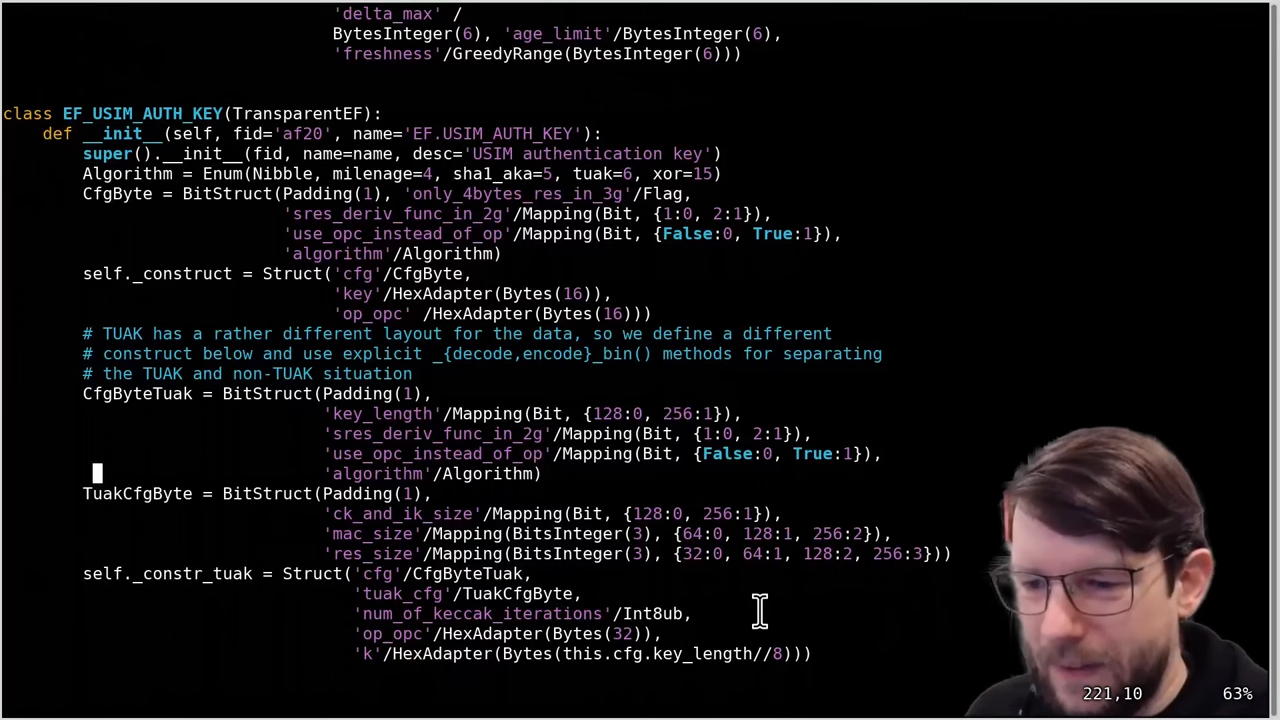 'delta_max' /
BytesInteger(6), 'age_limit'/BytesInteger(6),
'freshness'/GreedyRange(BytesInteger(6)))
class EF_USIM_AUTH_KEY(TransparentEF):
def __init__(self, fid='af20', name='EF.USIM_AUTH_KEY'):
super().__init__(fid, name=name, desc='USIM authentication key')
Algorithm = Enum(Nibble, milenage=4, sha1_aka=5, tuak=6, xor=15)
CfgByte = BitStruct(Padding(1), 'only_4bytes_res_in_3g'/Flag,
'sres_deriv_func_in_2g'/Mapping(Bit, {1:0, 2:1}),
'use_opc_instead_of_op'/Mapping(Bit, {False:0, True:1}),
'algorithm'/Algorithm)
self._construct = Struct('cfg'/CfgByte,
'key'/HexAdapter(Bytes(16)),
'op_opc' /HexAdapter(Bytes(16)))
# TUAK has a rather different layout for the data, so we define a different
# construct below and use explicit _{decode,encode}_bin() methods for separating
# the TUAK and non-TUAK situation
CfgByteTuak = BitStruct(Padding(1),
'key_length'/Mapping(Bit, {128:0, 256:1}),
'sres_deriv_func_in_2g'/Mapping(Bit, {1:0, 2:1}),
'use_opc_instead_of_op'/Mapping(Bit, {False:0, True:1}),
'algorithm'/Algorithm)
TuakCfgByte = BitStruct(Padding(1),
'ck_and_ik_size'/Mapping(Bit, {128:0, 256:1}),
'mac_size'/Mapping(BitsInteger(3), {64:0, 128:1, 256:2}),
'res_size'/Mapping(BitsInteger(3), {32:0, 64:1, 128:2, 256:3}))
self._constr_tuak = Struct('cfg'/CfgByteTuak,
'tuak_cfg'/TuakCfgByte,
'num_of_keccak_iterations'/Int8ub,
'op_opc'/HexAdapter(Bytes(32)),
'k'/HexAdapter(Bytes(this.cfg.key_length//8)))
221,10 63%